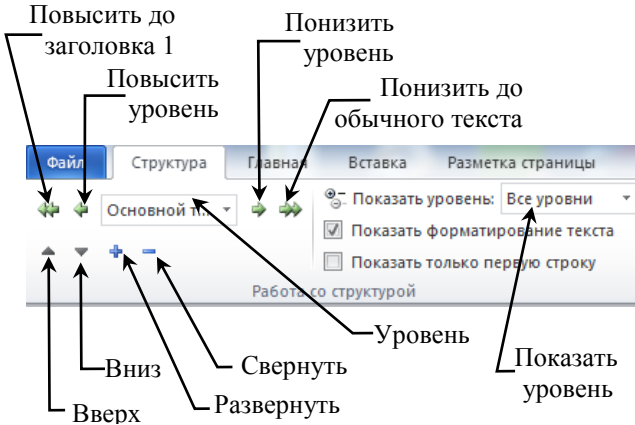 Повысить до
заголовка 1
Понизить
уровень
Повысить
уровень
Понизить до
обычного текста
Файл Структура Главная Вставка Разметка страницы
Основной т... Показать уровень: Все уровни
Показать форматирование текста
Показать только первую строку
Работа со структурой
Уровень
Показать
уровень
Вниз
Свернуть
Вверх
Развернуть